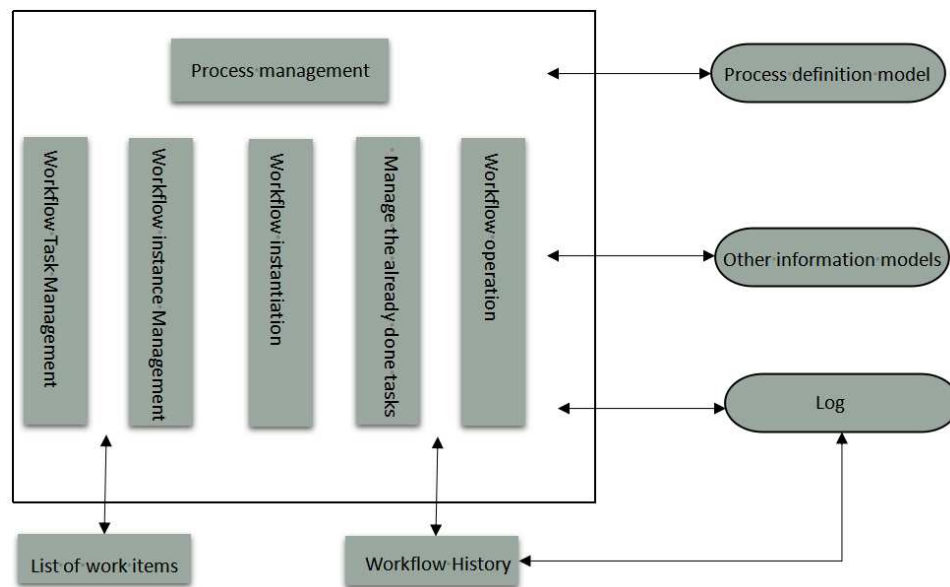 Process management
Process definition model
Workflow Task Management
Workflow instance Management
Workflow instantiation
Manage the already done tasks
Workflow operation
Other information models
Log
List of work items
Workflow History